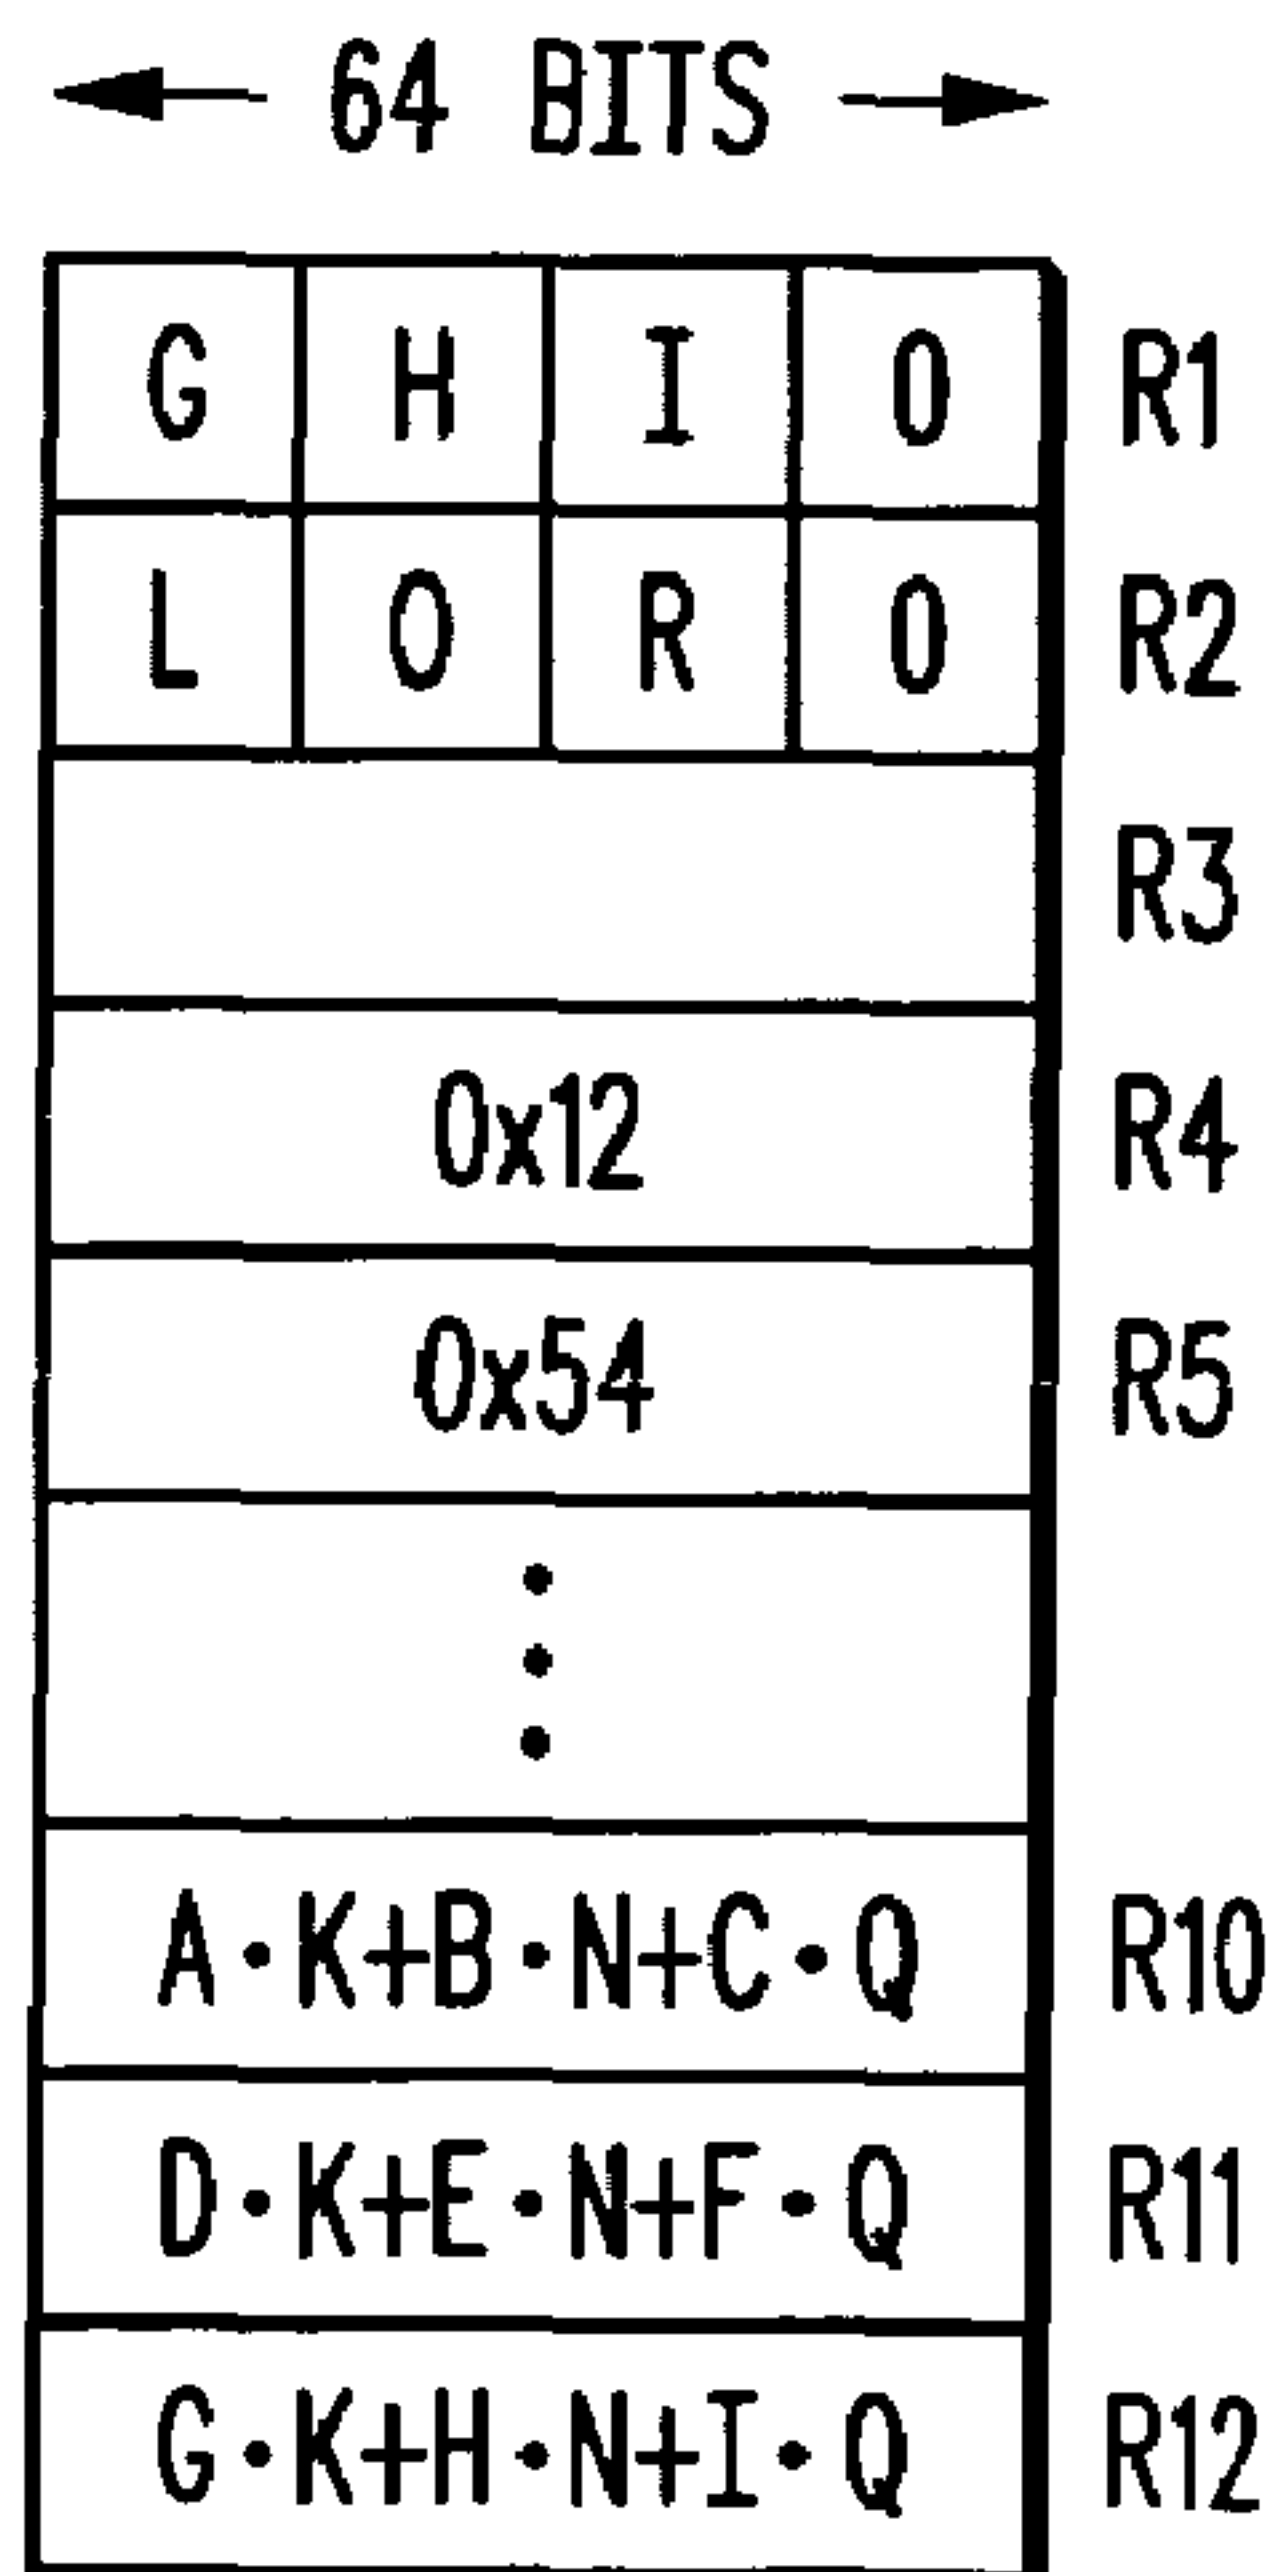 64 BITS
G H I 0 R1
L O R 0 R2
R3
0x12 R4
0x54 R5
A·K+B·N+C·Q R10
D·K+E·N+F·Q R11
G·K+H·N+I·Q R12